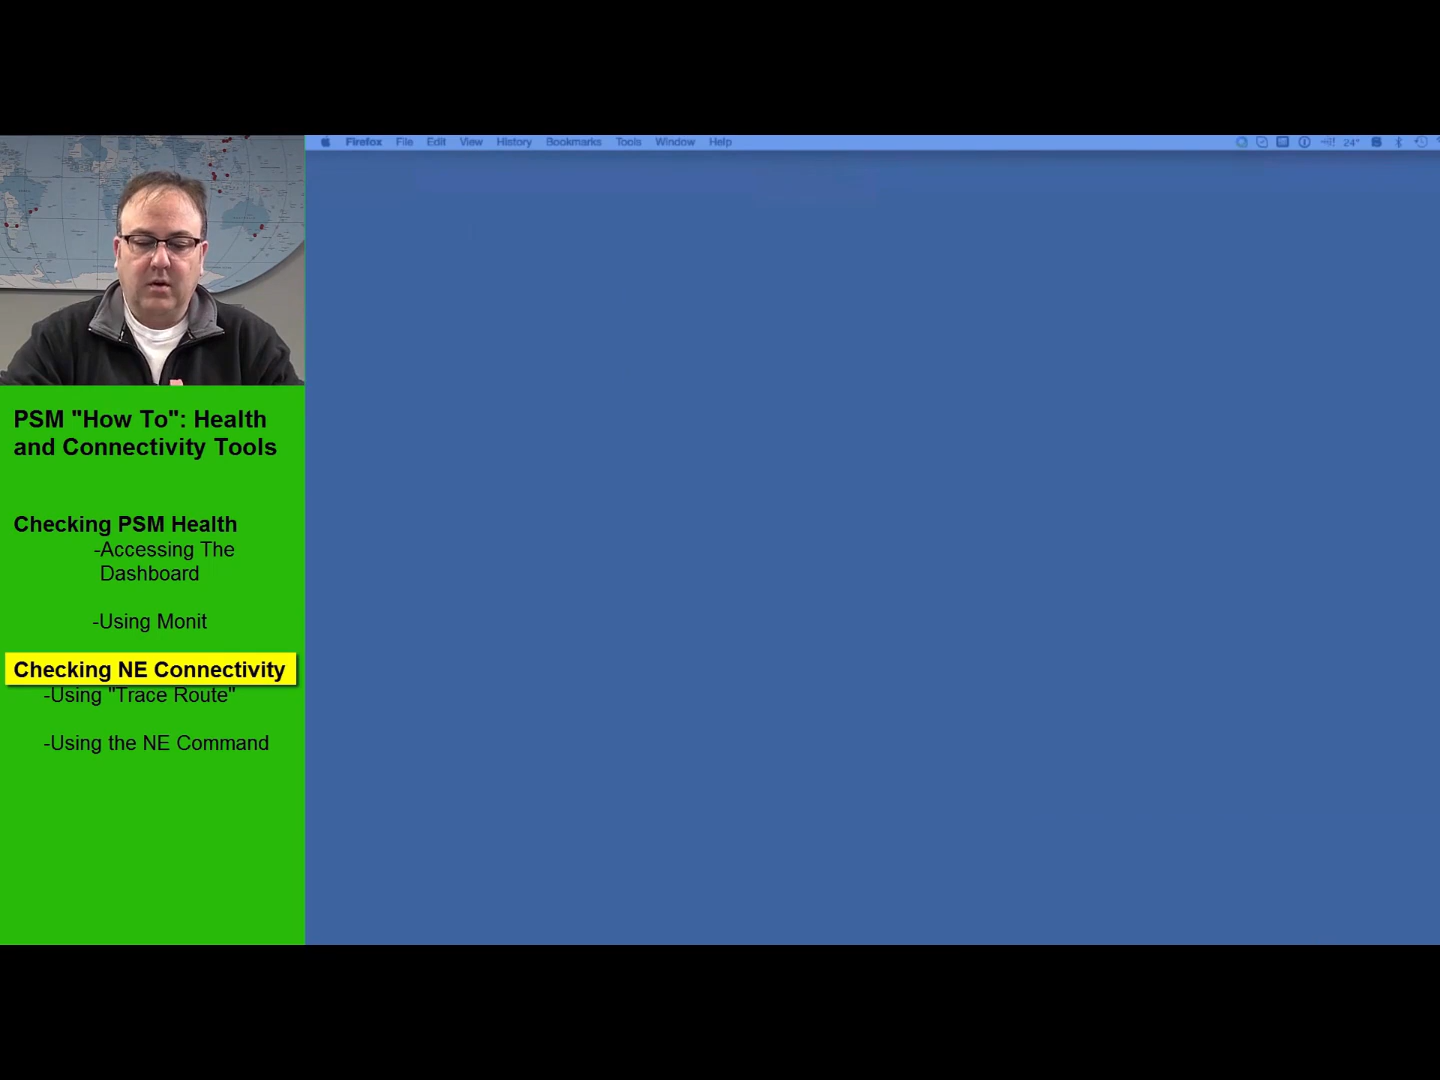 Firefox File Edit View History Bookmarks Tools Window Help 24°
PSM "How To": Health
and Connectivity Tools
Checking PSM Health
-Accessing The
Dashboard
-Using Monit
Checking NE Connectivity
-Using "Trace Route"
-Using the NE Command